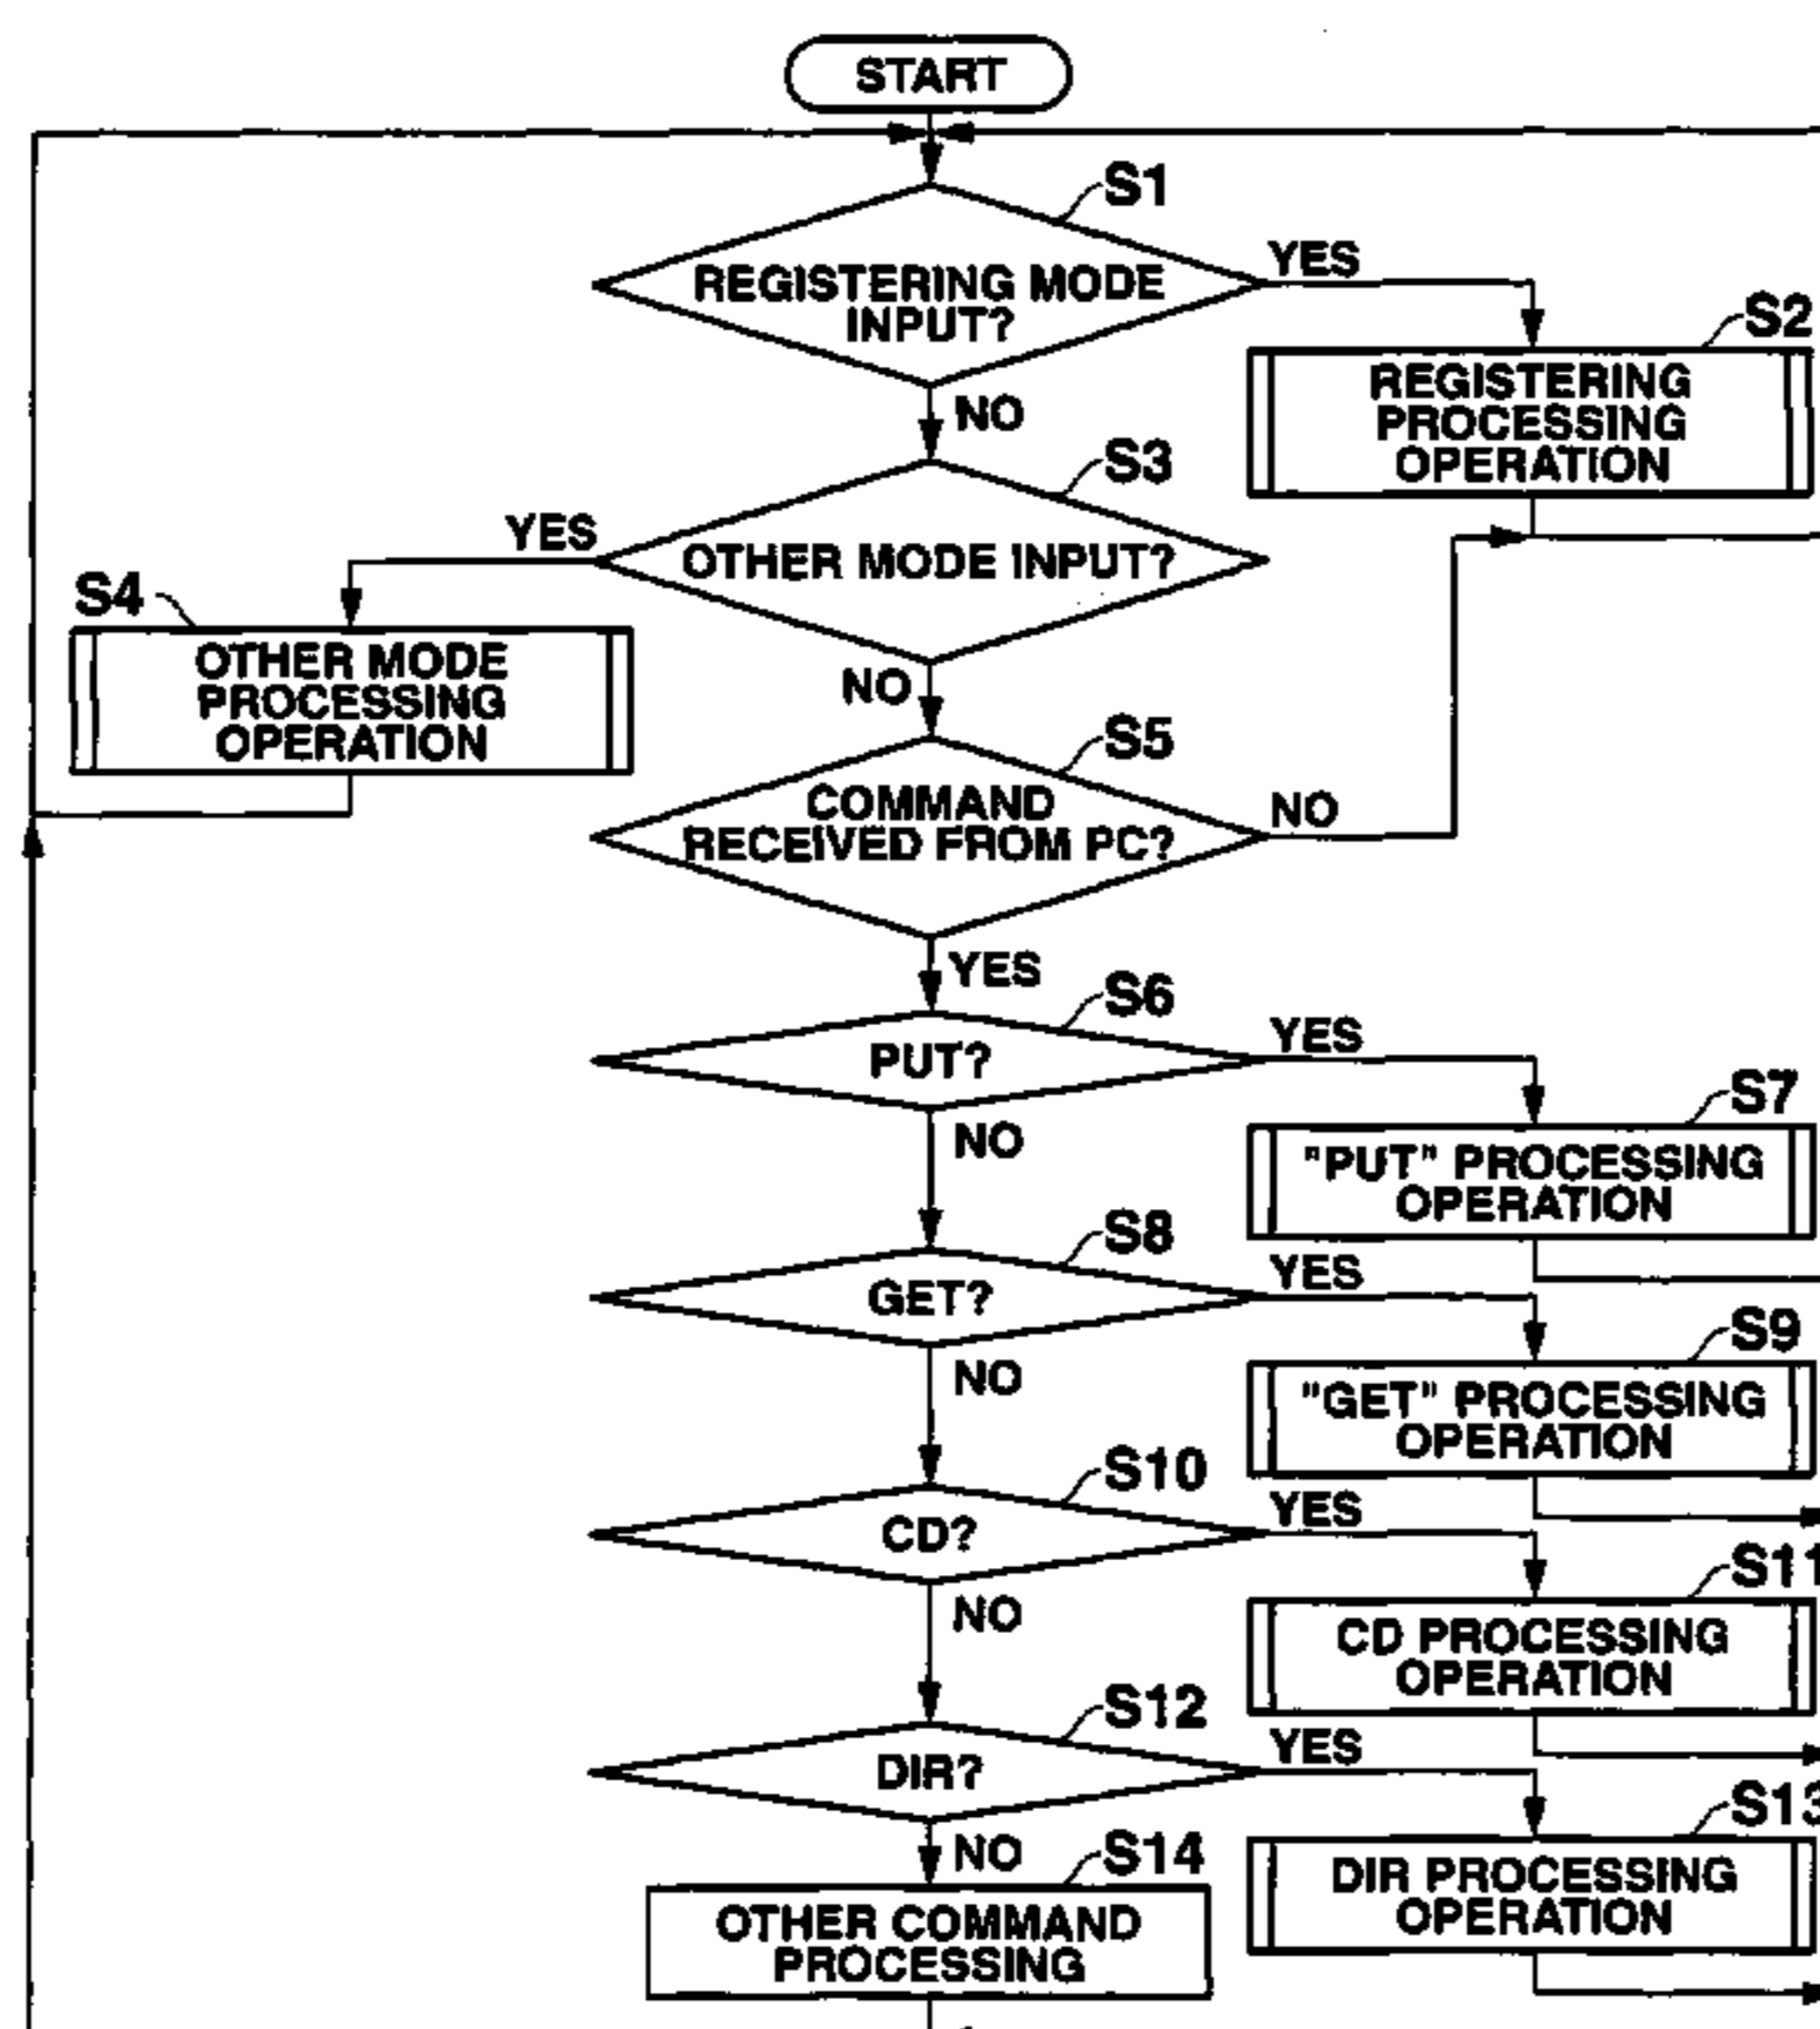 START
S1
REGISTERING MODE
INPUT?
YES
S2
REGISTERING
PROCESSING
OPERATION
NO
S3
OTHER MODE INPUT?
YES
S4
OTHER MODE
PROCESSING
OPERATION
NO
S5
COMMAND
RECEIVED FROM PC?
NO
YES
S6
PUT?
YES
S7
"PUT" PROCESSING
OPERATION
NO
S8
GET?
YES
S9
"GET" PROCESSING
OPERATION
NO
S10
CD?
YES
S11
CD PROCESSING
OPERATION
NO
S12
DIR?
YES
S13
DIR PROCESSING
OPERATION
NO
S14
OTHER COMMAND
PROCESSING